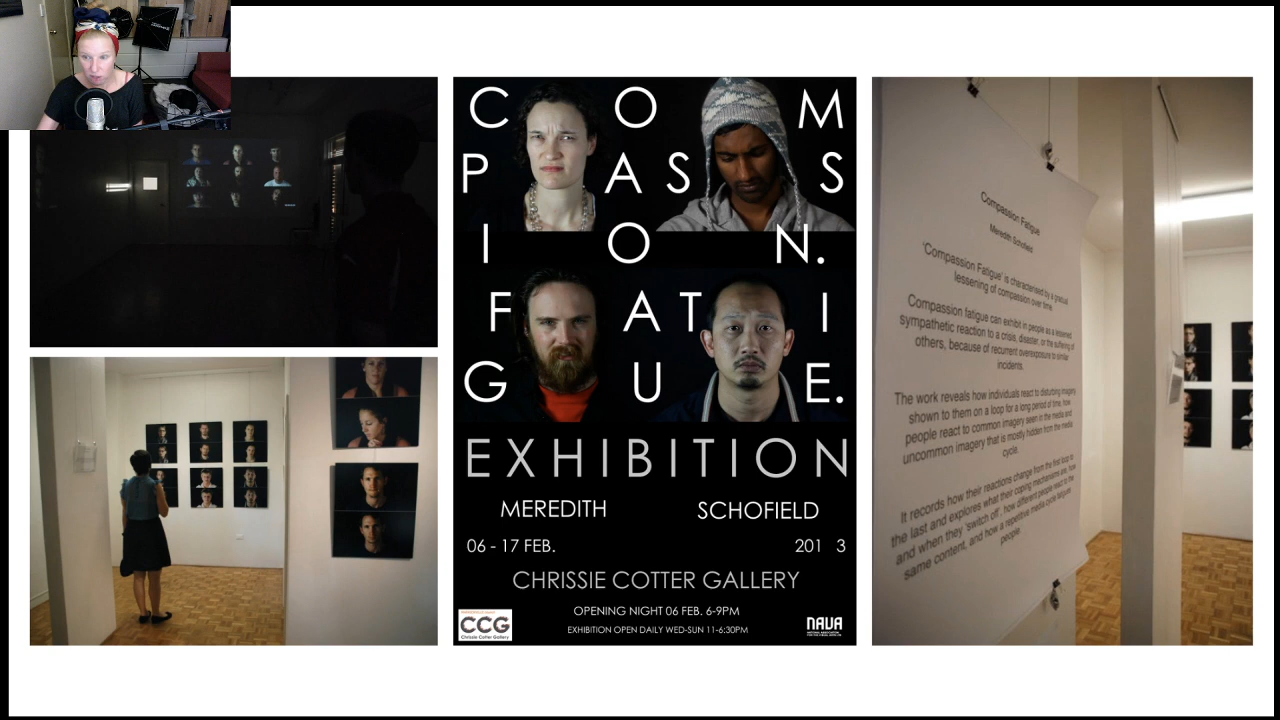 C O M
P AS S
I O N.
F AT I
G U E.
EXHIBITION
MEREDITH SCHOFIELD
06 - 17 FEB. 201 3
CHRISSIE COTTER GALLERY
OPENING NIGHT 06 FEB. 6-9PM
EXHIBITION OPEN DAILY WED-SUN 11-6:30PM
CCG
Chrissie Cotter Gallery
NAVA
Compassion Fatigue
Meredith Schofield
'Compassion Fatigue' is characterised by a gradual
lessening of compassion over time.
Compassion fatigue can exhibit in people as a lessened
sympathetic reaction to a crisis, disaster, or the suffering of
others, because of recurrent overexposure to similar
incidents.
The work reveals how individuals react to disturbing imagery
shown to them on a loop for a long period of time, how
people react to common imagery seen in the media and
uncommon imagery that is mostly hidden from the media
cycle.
It records how their reactions change from the first loop to
the last and explores what their coping mechanisms are, how
and when they 'switch off', how different people react to the
same content, and how a repetitive media cycle fatigues
people.